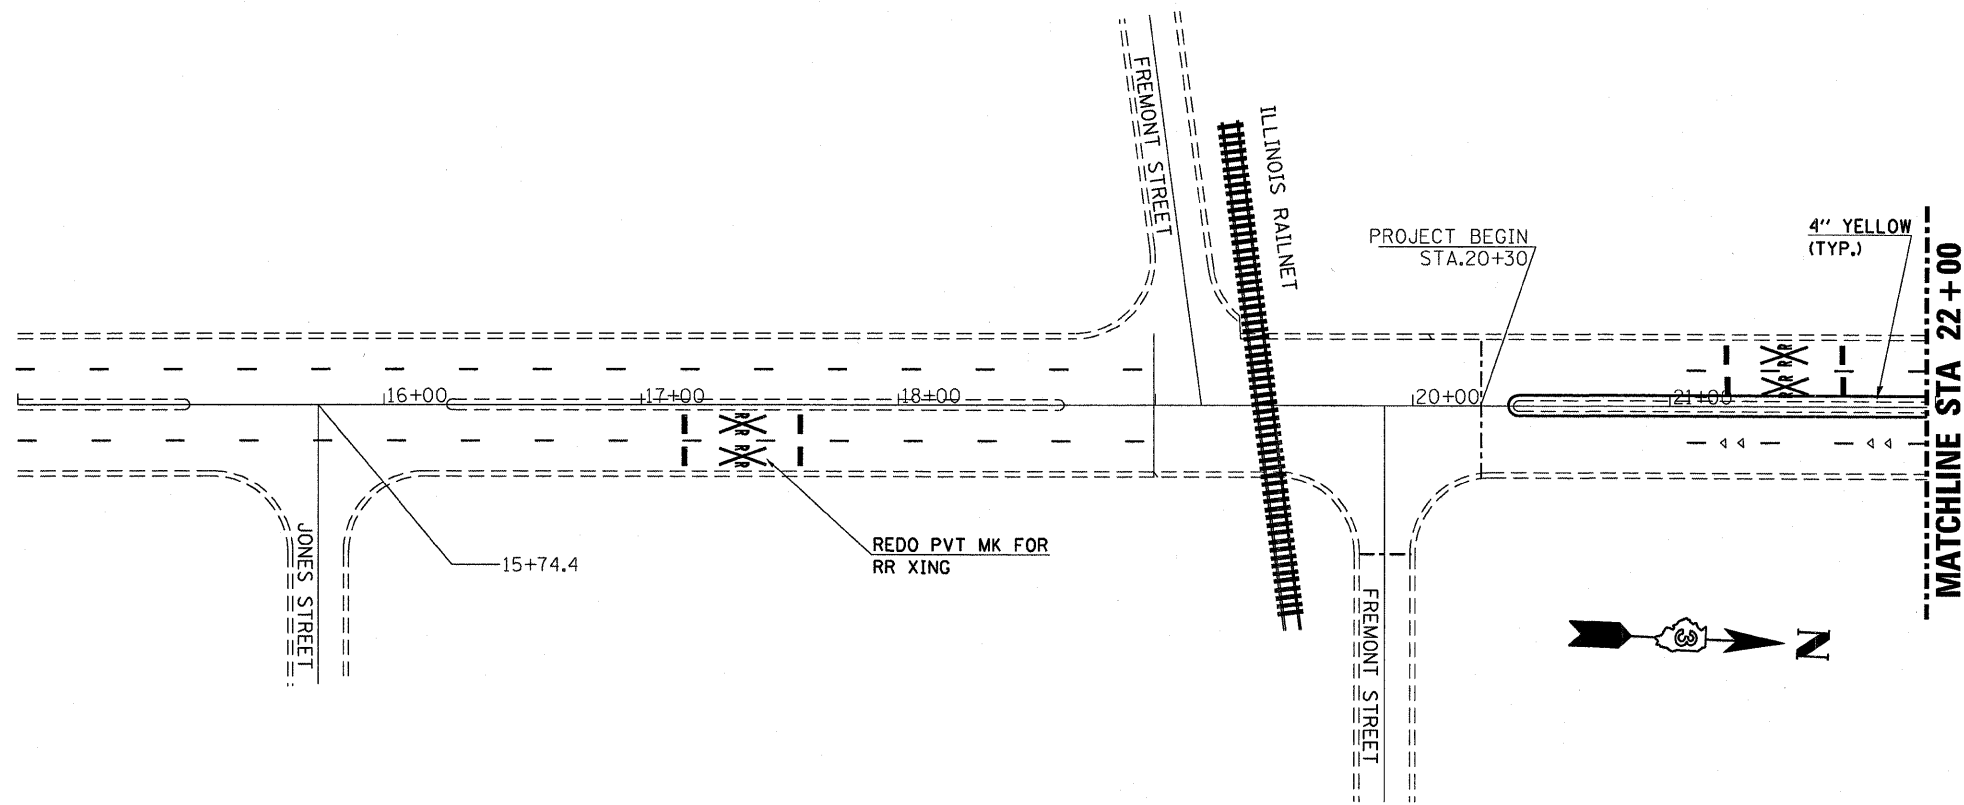 FREMONT STREET
ILLINOIS RAILNET
PROJECT BEGIN
STA.20+30
4" YELLOW
(TYP.)
MATCHLINE STA 22+00
16+00
17+00
18+00
20+00
21+00
R R
R R
R R
R R
15+74.4
REDO PVT MK FOR
RR XING
JONES STREET
FREMONT STREET
3
N